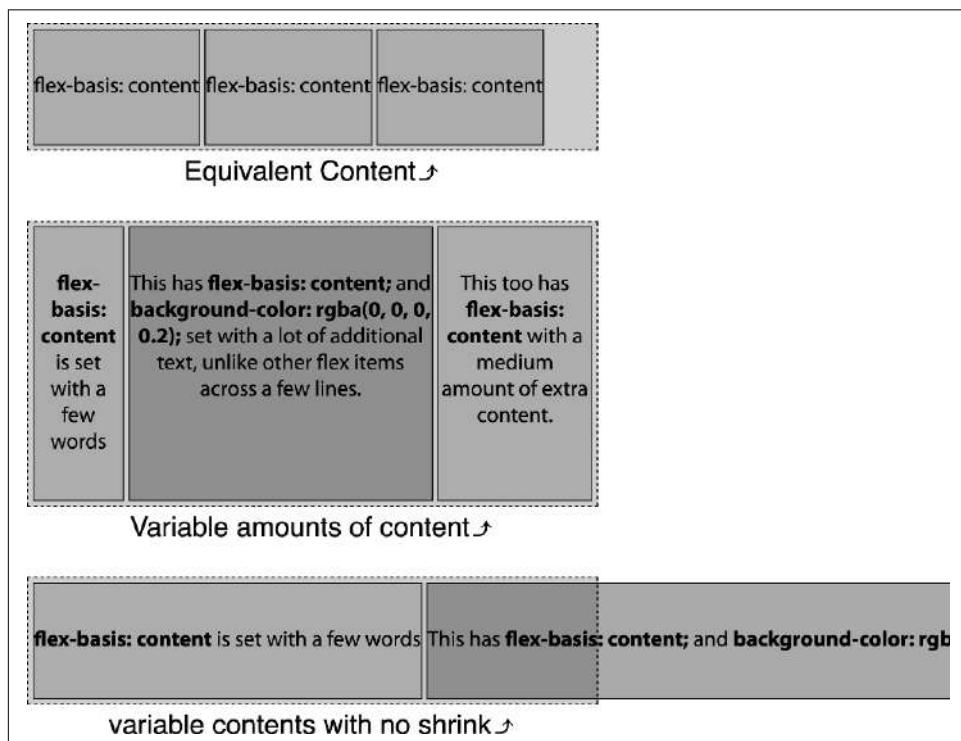 flex-basis: content flex-basis: content flex-basis: content
Equivalent Content
flex-
basis:
content
is set
with a
few
words
This has flex-basis: content; and
background-color: rgba(0, 0, 0,
0.2); set with a lot of additional
text, unlike other flex items
across a few lines.
This too has
flex-basis:
content with a
medium
amount of extra
content.
Variable amounts of content
flex-basis: content is set with a few words This has flex-basis: content; and background-color: rgb
variable contents with no shrink